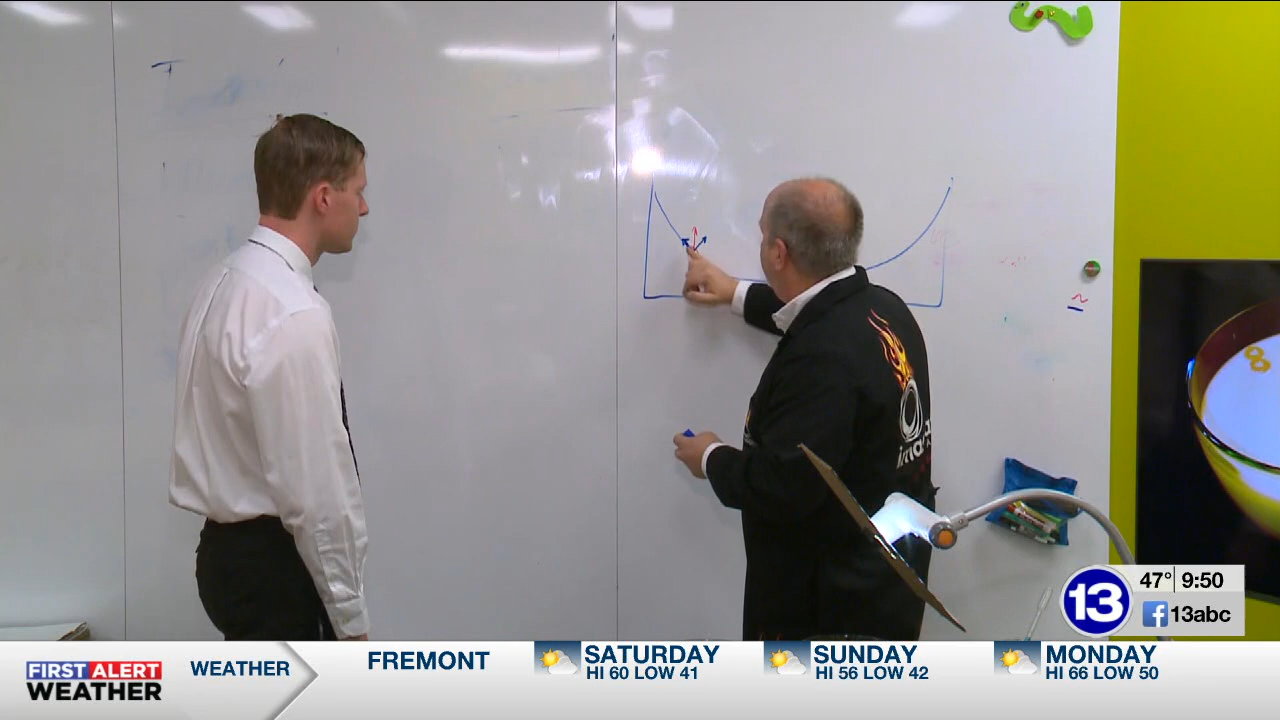 8
13
47° 9:50
13abc
FIRST ALERT
WEATHER
WEATHER
FREMONT
SATURDAY
HI 60 LOW 41
SUNDAY
HI 56 LOW 42
MONDAY
HI 66 LOW 50